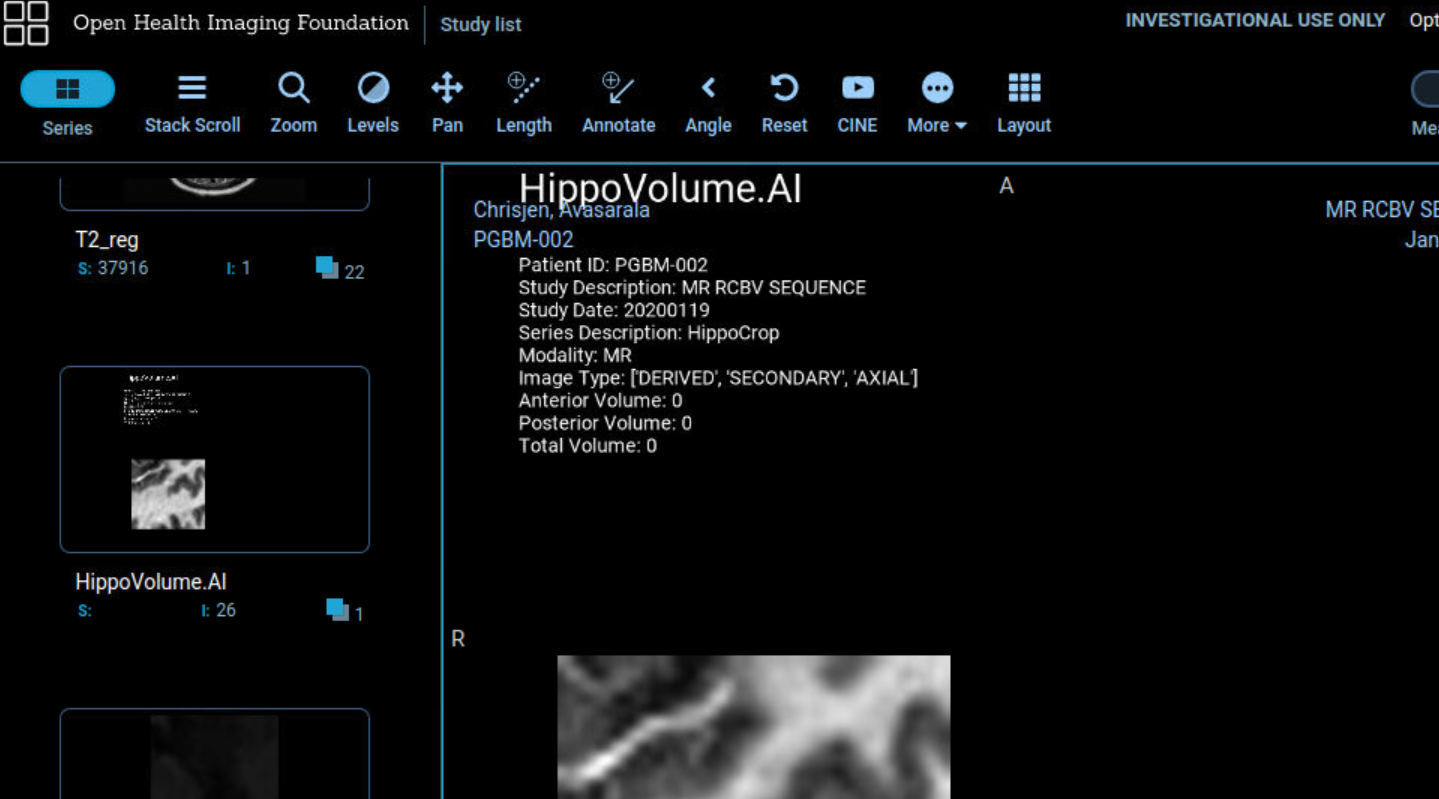 Open Health Imaging Foundation
Study list
INVESTIGATIONAL USE ONLY
Opt
Series
Stack Scroll
Zoom
Levels
Pan
Length
Annotate
Angle
Reset
CINE
More
Layout
Mea
T2_reg
S: 37916
I: 1
22
HippoVolume.AI
S:
I: 26
1
HippoVolume.AI
A
Chrisjen, Avasarala
MR RCBV SE
PGBM-002
Jan
Patient ID: PGBM-002
Study Description: MR RCBV SEQUENCE
Study Date: 20200119
Series Description: HippoCrop
Modality: MR
Image Type: ['DERIVED', 'SECONDARY', 'AXIAL']
Anterior Volume: 0
Posterior Volume: 0
Total Volume: 0
R